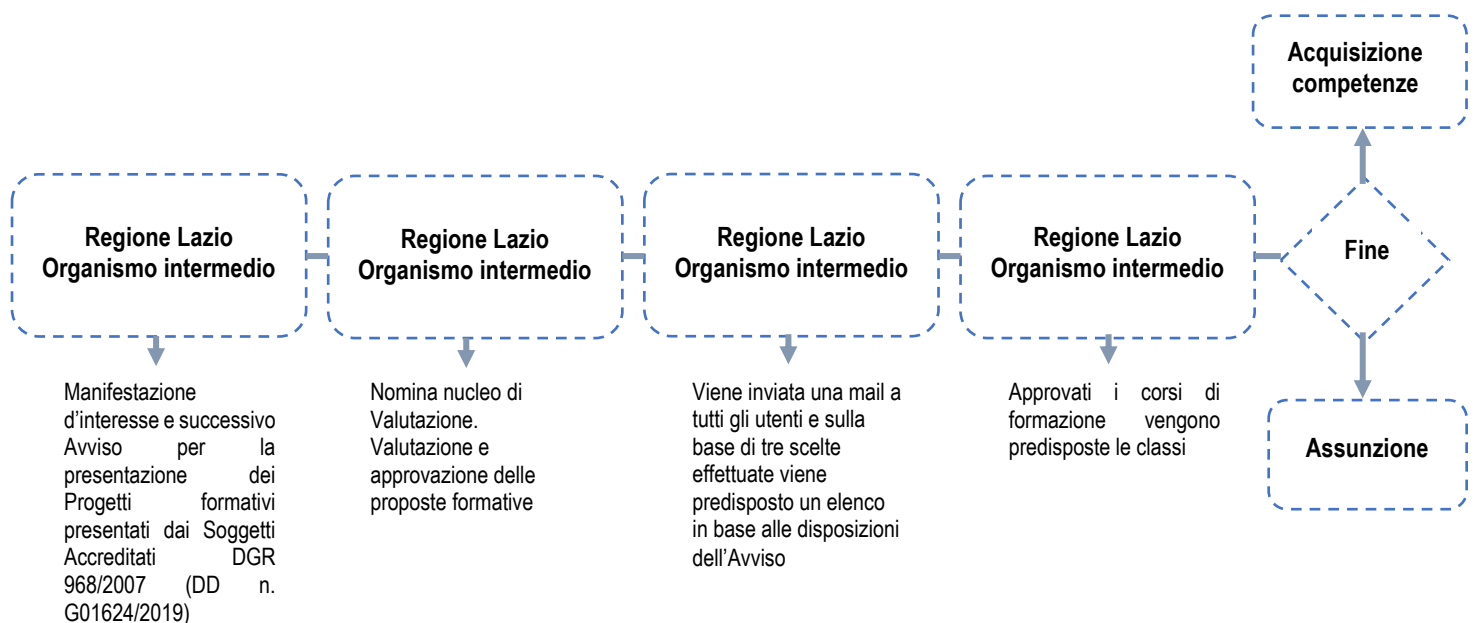 Acquisizione
competenze
Regione Lazio
Organismo intermedio
Regione Lazio
Organismo intermedio
Regione Lazio
Organismo intermedio
Regione Lazio
Organismo intermedio
Fine
Manifestazione
d’interesse e successivo
Avviso per la
presentazione dei
Progetti formativi
presentati dai Soggetti
Accreditati DGR
968/2007 (DD n.
G01624/2019)
Nomina nucleo di
Valutazione.
Valutazione e
approvazione delle
proposte formative
Viene inviata una mail a
tutti gli utenti e sulla
base di tre scelte
effettuate viene
predisposto un elenco
in base alle disposizioni
dell’Avviso
Approvati i corsi di
formazione vengono
predisposte le classi
Assunzione